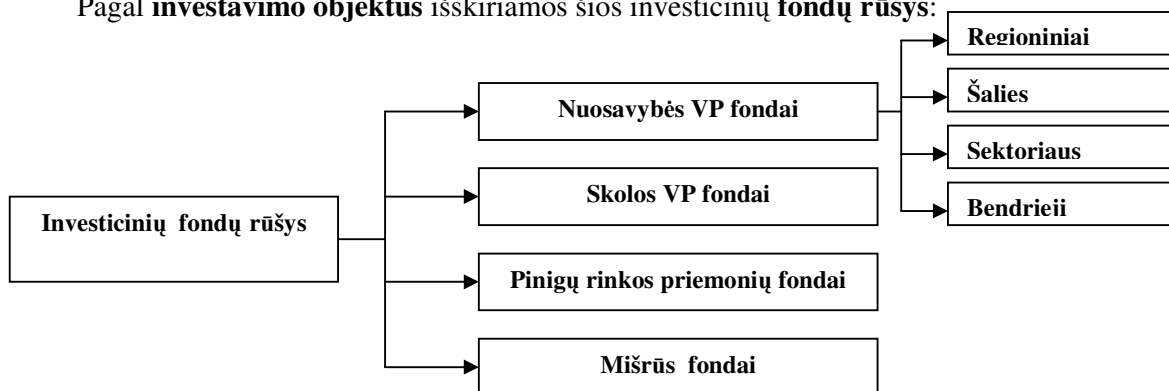 Pagal investavimo objektus išskiriamos šios investicinių fondų rūšys:
Regioniniai
Šalies
Sektoriaus
Bendrieji
Nuosavybės VP fondai
Skolos VP fondai
Investicinių fondų rūšys
Pinigų rinkos priemonių fondai
Mišrūs fondai